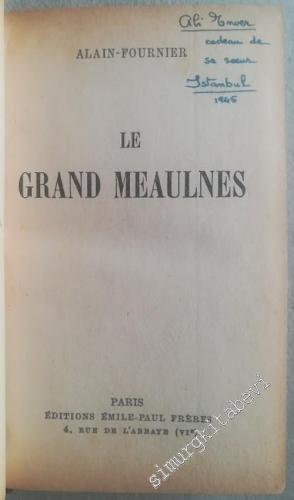 Ali Enver
cadeau de
sa sœur
Istanbul
1945
ALAIN-FOURNIER
LE
GRAND MEAULNES
PARIS
ÉDITIONS ÉMILE-PAUL FRÈRES
4, RUE DE L'ABBAYE (VIe)
simurgkitabevi